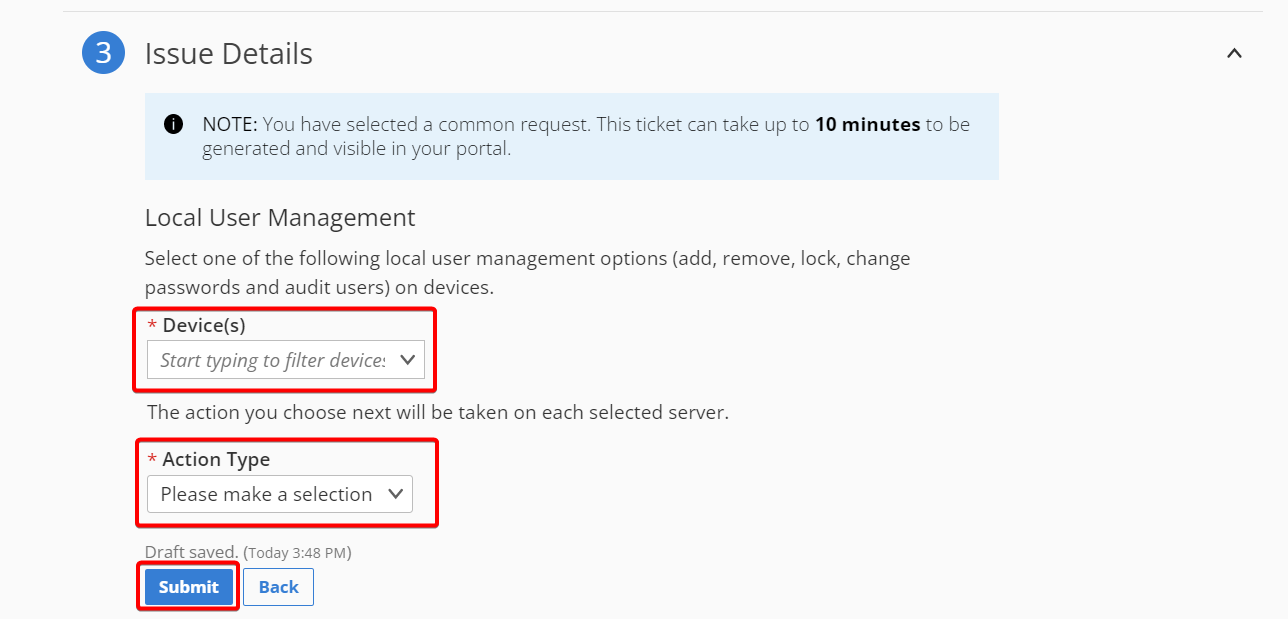 3 Issue Details
NOTE: You have selected a common request. This ticket can take up to 10 minutes to be
generated and visible in your portal.
Local User Management
Select one of the following local user management options (add, remove, lock, change
passwords and audit users) on devices.
* Device(s)
Start typing to filter devices
The action you choose next will be taken on each selected server.
* Action Type
Please make a selection
Draft saved. (Today 3:48 PM)
Submit Back